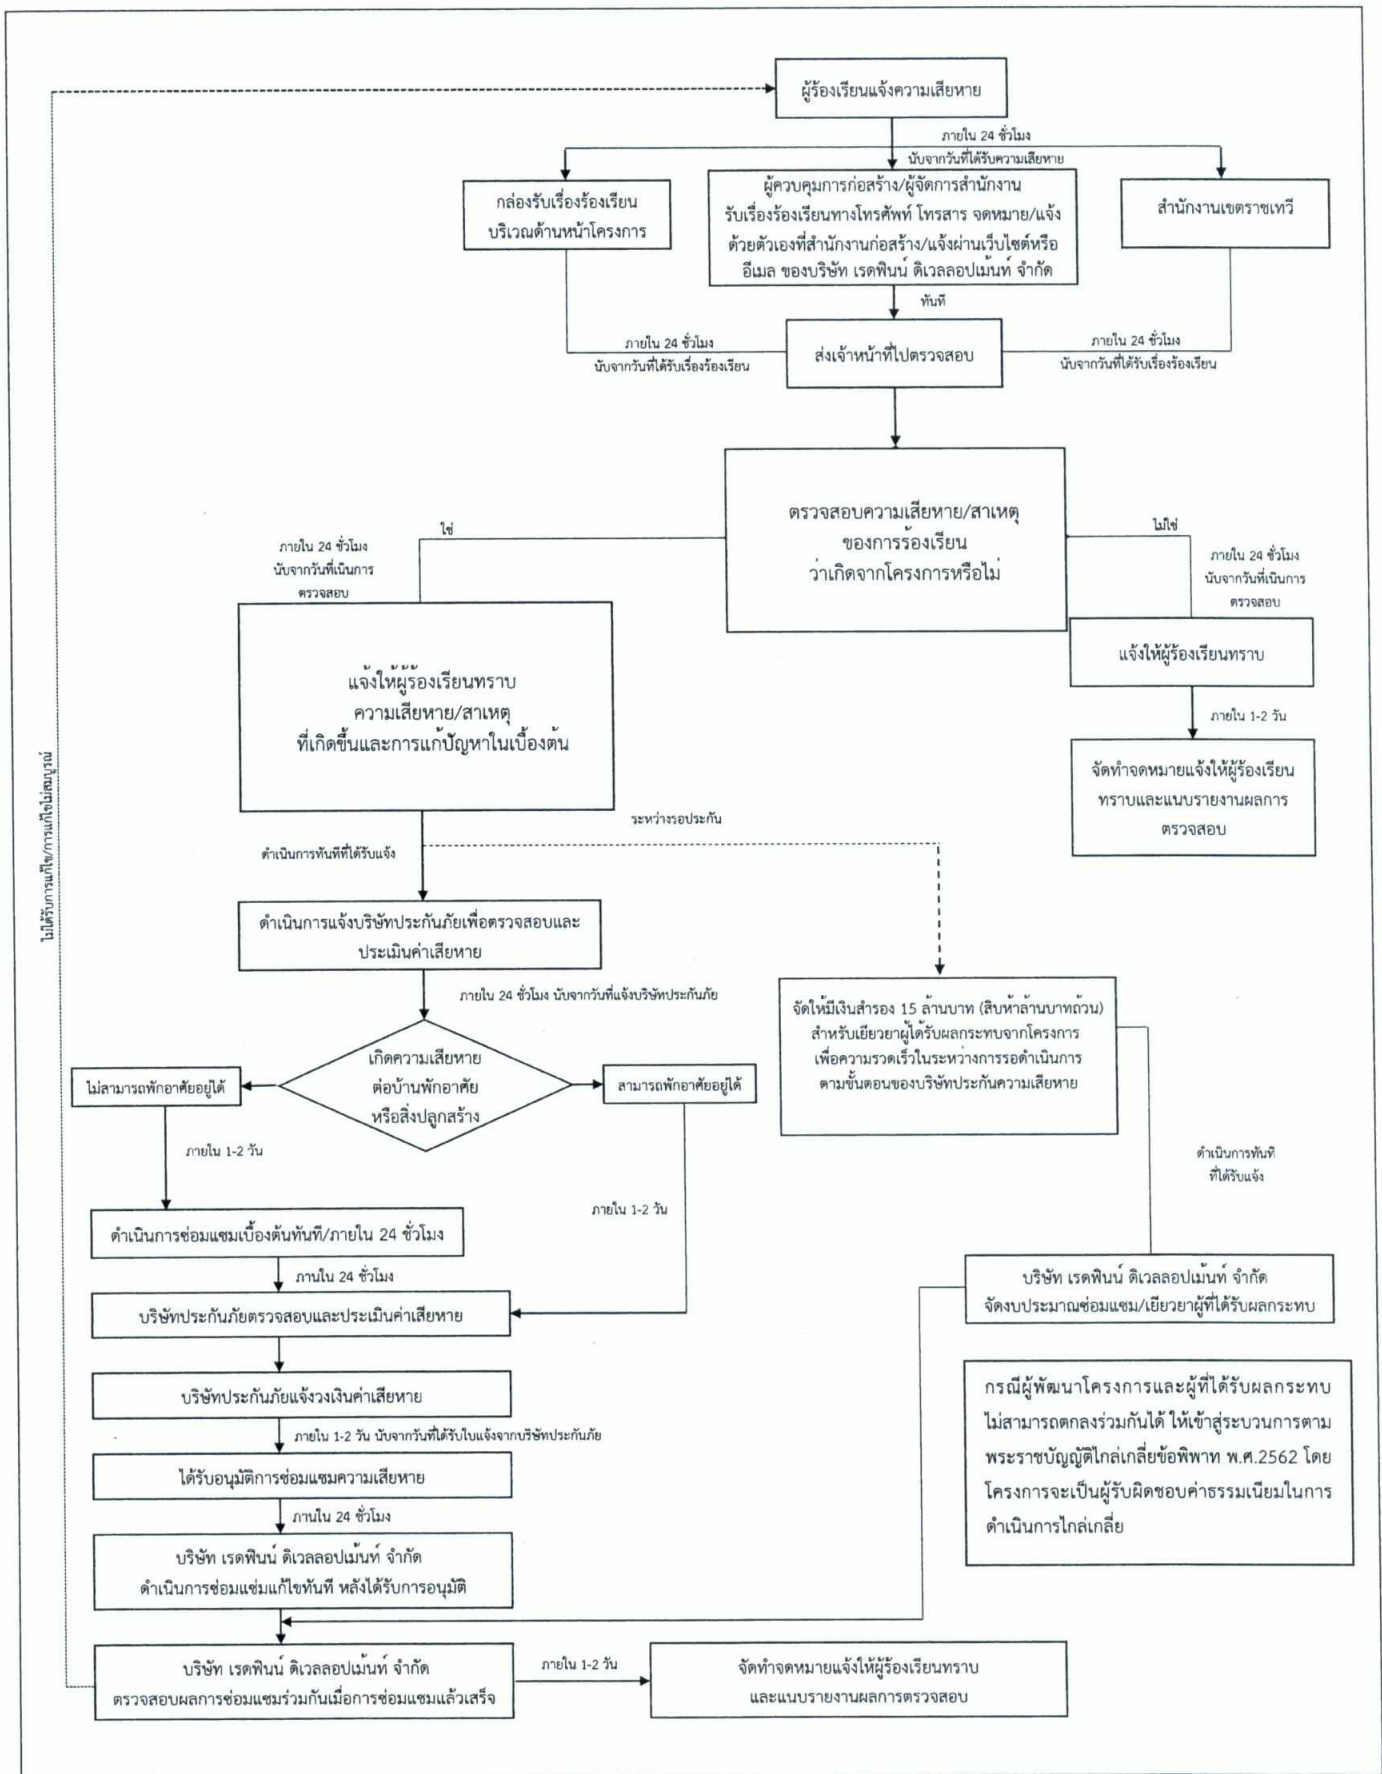 ผู้ร้องเรียนแจ้งความเสียหาย
ภายใน 24 ชั่วโมง
นับจากวันที่ได้รับความเสียหาย
กล่องรับเรื่องร้องเรียน
บริเวณด้านหน้าโครงการ
ผู้ควบคุมการก่อสร้าง/ผู้จัดการสำนักงาน
รับเรื่องร้องเรียนทางโทรศัพท์ โทรสาร จดหมาย/แจ้ง
ด้วยตัวเองที่สำนักงานก่อสร้าง/แจ้งผ่านเว็บไซต์หรือ
อีเมล ของบริษัท เรดฟินน์ ดิเวลลอปเม้นท์ จำกัด
สำนักงานเขตราชเทวี
ทันที
ภายใน 24 ชั่วโมง
นับจากวันที่ได้รับเรื่องร้องเรียน
ส่งเจ้าหน้าที่ไปตรวจสอบ
ภายใน 24 ชั่วโมง
นับจากวันที่ได้รับเรื่องร้องเรียน
ตรวจสอบความเสียหาย/สาเหตุ
ของการร้องเรียน
ว่าเกิดจากโครงการหรือไม่
ใช่
ภายใน 24 ชั่วโมง
นับจากวันที่เนินการ
ตรวจสอบ
ไม่ใช่
ภายใน 24 ชั่วโมง
นับจากวันที่เนินการ
ตรวจสอบ
แจ้งให้ผู้ร้องเรียนทราบ
ความเสียหาย/สาเหตุ
ที่เกิดขึ้นและการแก้ปัญหาในเบื้องต้น
แจ้งให้ผู้ร้องเรียนทราบ
ภายใน 1-2 วัน
จัดทำจดหมายแจ้งให้ผู้ร้องเรียน
ทราบและแนบรายงานผลการ
ตรวจสอบ
ไม่ได้รับการแก้ไข/การแก้ไขไม่สมบูรณ์
ระหว่างรอประกัน
ดำเนินการทันทีที่ได้รับแจ้ง
ดำเนินการแจ้งบริษัทประกันภัยเพื่อตรวจสอบและ
ประเมินค่าเสียหาย
ภายใน 24 ชั่วโมง นับจากวันที่แจ้งบริษัทประกันภัย
จัดให้มีเงินสำรอง 15 ล้านบาท (สิบห้าล้านบาทถ้วน)
สำหรับเยียวยาผู้ได้รับผลกระทบจากโครงการ
เพื่อความรวดเร็วในระหว่างการรอดำเนินการ
ตามขั้นตอนของบริษัทประกันความเสียหาย
เกิดความเสียหาย
ต่อบ้านพักอาศัย
หรือสิ่งปลูกสร้าง
ไม่สามารถพักอาศัยอยู่ได้
สามารถพักอาศัยอยู่ได้
ภายใน 1-2 วัน
ภายใน 1-2 วัน
ดำเนินการทันที
ที่ได้รับแจ้ง
ดำเนินการซ่อมแซมเบื้องต้นทันที/ภายใน 24 ชั่วโมง
ภานใน 24 ชั่วโมง
บริษัทประกันภัยตรวจสอบและประเมินค่าเสียหาย
บริษัท เรดฟินน์ ดิเวลลอปเม้นท์ จำกัด
จัดงบประมาณซ่อมแซม/เยียวยาผู้ที่ได้รับผลกระทบ
บริษัทประกันภัยแจ้งวงเงินค่าเสียหาย
ภายใน 1-2 วัน นับจากวันที่ได้รับใบแจ้งจากบริษัทประกันภัย
ได้รับอนุมัติการซ่อมแซมความเสียหาย
ภานใน 24 ชั่วโมง
กรณีผู้พัฒนาโครงการและผู้ที่ได้รับผลกระทบ
ไม่สามารถตกลงร่วมกันได้ ให้เข้าสู่ระบวนการตาม
พระราชบัญญัติไกล่เกลี่ยข้อพิพาท พ.ศ.2562 โดย
โครงการจะเป็นผู้รับผิดชอบค่าธรรมเนียมในการ
ดำเนินการไกล่เกลี่ย
บริษัท เรดฟินน์ ดิเวลลอปเม้นท์ จำกัด
ดำเนินการซ่อมแซ่มแก้ไขทันที หลังได้รับการอนุมัติ
บริษัท เรดฟินน์ ดิเวลลอปเม้นท์ จำกัด
ตรวจสอบผลการซ่อมแซมร่วมกันเมื่อการซ่อมแซมแล้วเสร็จ
ภายใน 1-2 วัน
จัดทำจดหมายแจ้งให้ผู้ร้องเรียนทราบ
และแนบรายงานผลการตรวจสอบ